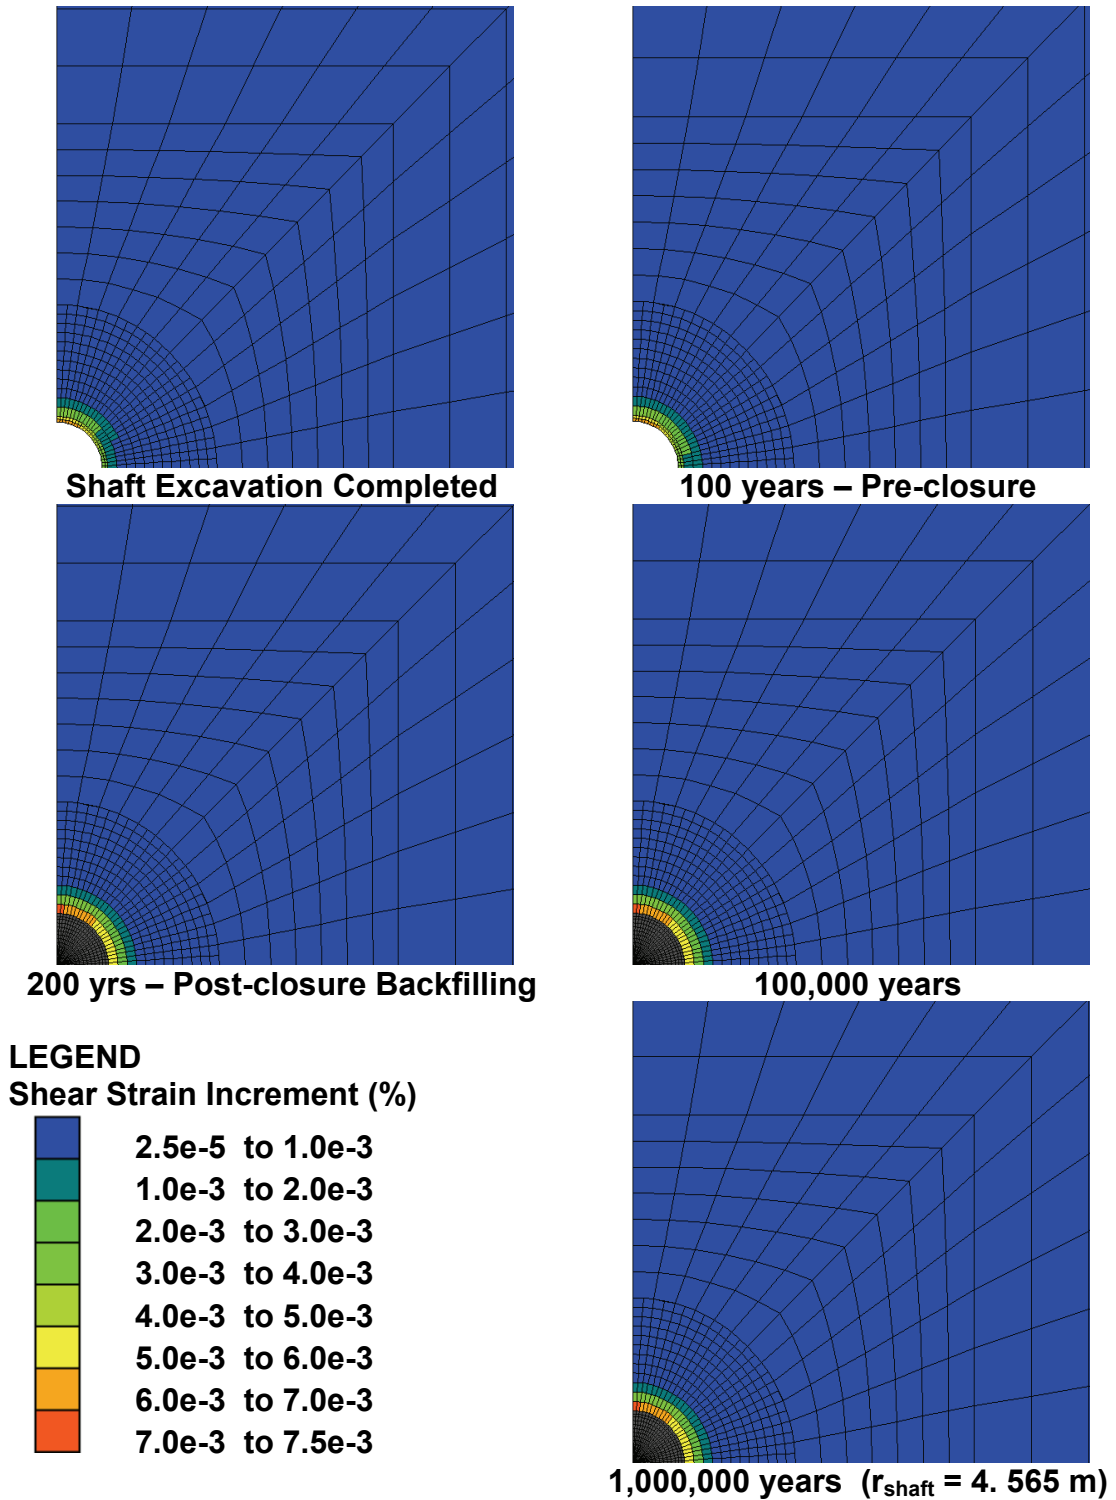 Shaft Excavation Completed
100 years – Pre-closure
200 yrs – Post-closure Backfilling
100,000 years
LEGEND
Shear Strain Increment (%)
2.5e-5 to 1.0e-3
1.0e-3 to 2.0e-3
2.0e-3 to 3.0e-3
3.0e-3 to 4.0e-3
4.0e-3 to 5.0e-3
5.0e-3 to 6.0e-3
6.0e-3 to 7.0e-3
7.0e-3 to 7.5e-3
1,000,000 years (rshaft = 4. 565 m)